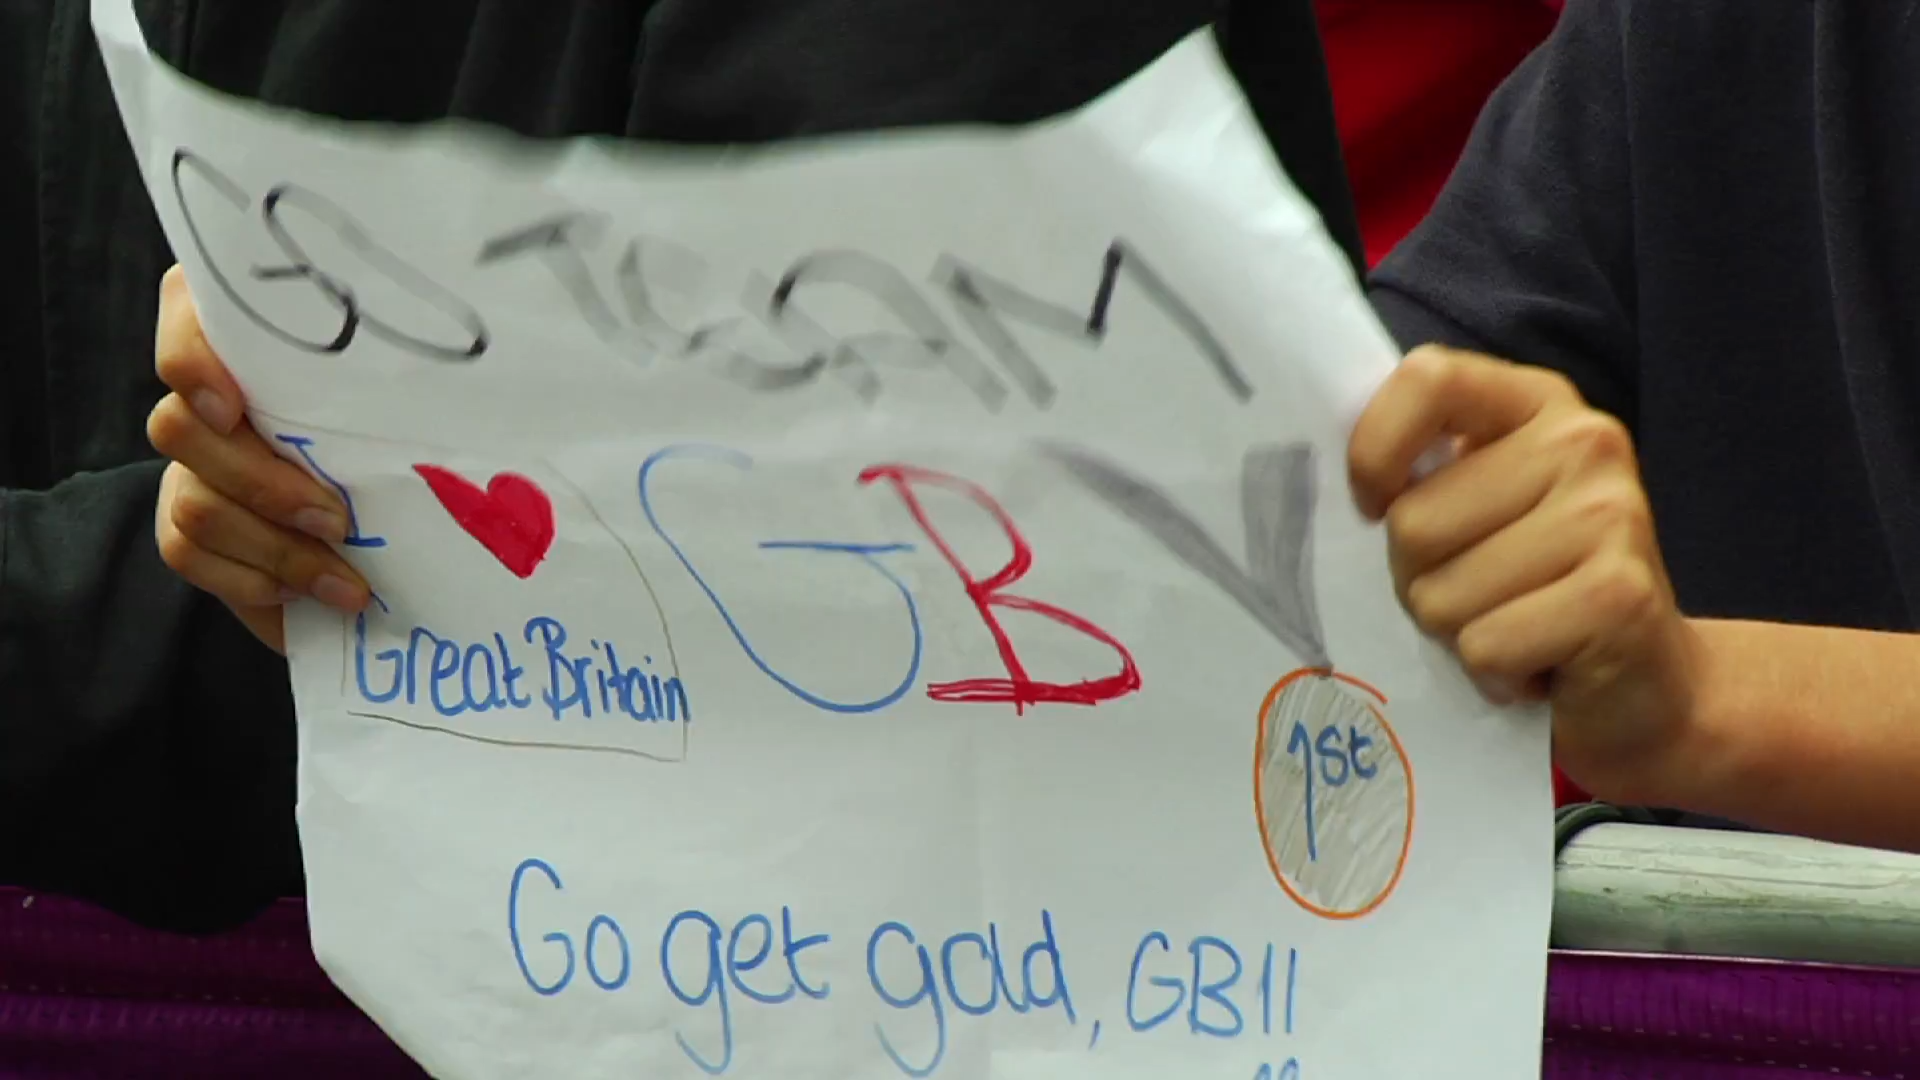 GO TEAM
I ♥ GB
Great Britain
1st
Go get gold, GB!!